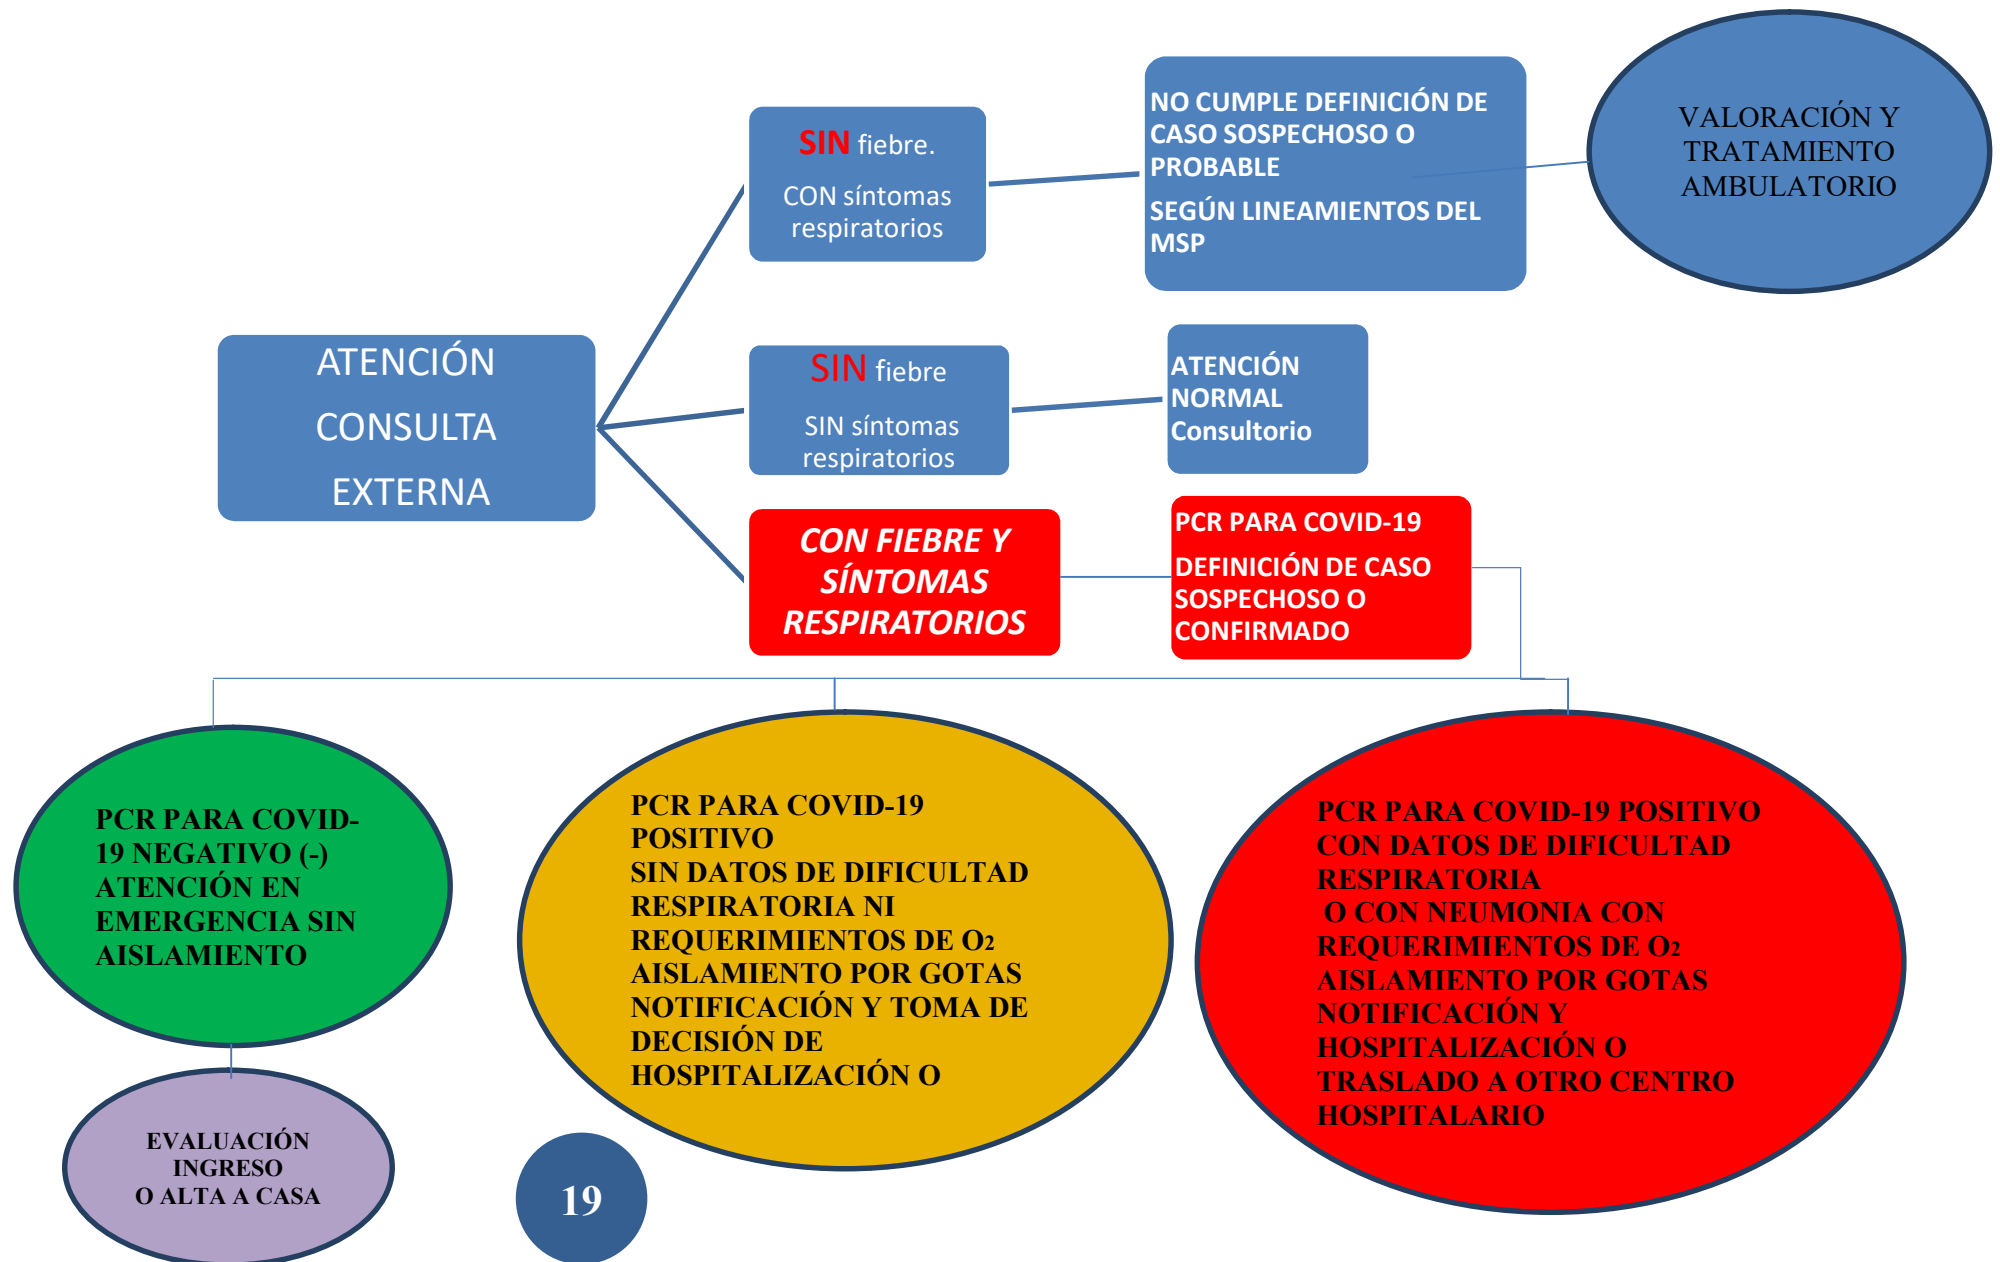 ATENCIÓN
CONSULTA
EXTERNA
SIN fiebre.
CON síntomas
respiratorios
NO CUMPLE DEFINICIÓN DE
CASO SOSPECHOSO O
PROBABLE
SEGÚN LINEAMIENTOS DEL
MSP
VALORACIÓN Y
TRATAMIENTO
AMBULATORIO
SIN fiebre
SIN síntomas
respiratorios
ATENCIÓN
NORMAL
Consultorio
CON FIEBRE Y
SÍNTOMAS
RESPIRATORIOS
PCR PARA COVID-19
DEFINICIÓN DE CASO
SOSPECHOSO O
CONFIRMADO
PCR PARA COVID-
19 NEGATIVO (-)
ATENCIÓN EN
EMERGENCIA SIN
AISLAMIENTO
EVALUACIÓN
INGRESO
O ALTA A CASA
PCR PARA COVID-19
POSITIVO
SIN DATOS DE DIFICULTAD
RESPIRATORIA NI
REQUERIMIENTOS DE O2
AISLAMIENTO POR GOTAS
NOTIFICACIÓN Y TOMA DE
DECISIÓN DE
HOSPITALIZACIÓN O
PCR PARA COVID-19 POSITIVO
CON DATOS DE DIFICULTAD
RESPIRATORIA
O CON NEUMONIA CON
REQUERIMIENTOS DE O2
AISLAMIENTO POR GOTAS
NOTIFICACIÓN Y
HOSPITALIZACIÓN O
TRASLADO A OTRO CENTRO
HOSPITALARIO
19